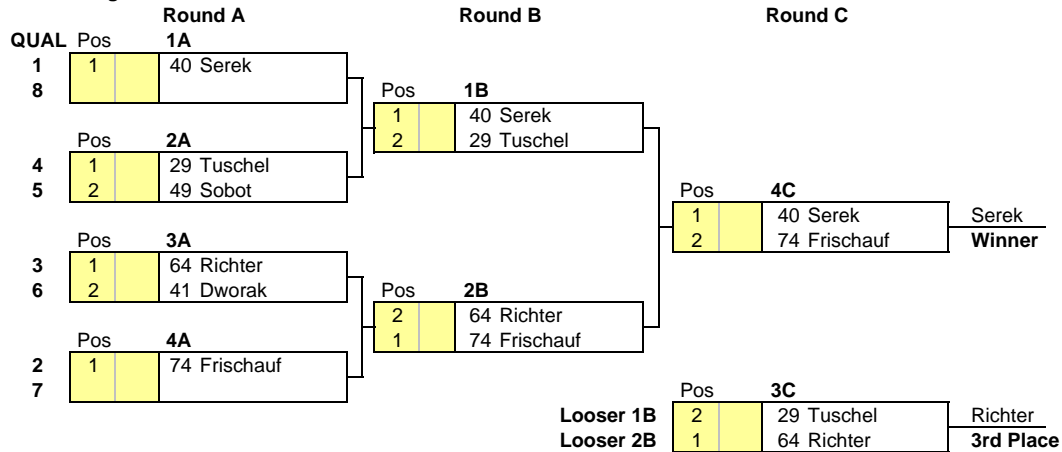 Round A Round B Round C
QUAL Pos 1A
1 1 40 Serek
8
Pos 1B
1 40 Serek
2 29 Tuschel
Pos 2A
4 1 29 Tuschel
5 2 49 Sobot
Pos 4C
1 40 Serek Serek
2 74 Frischauf Winner
Pos 3A
3 1 64 Richter
6 2 41 Dworak
Pos 2B
2 64 Richter
1 74 Frischauf
Pos 4A
2 1 74 Frischauf
7
Pos 3C
Looser 1B 2 29 Tuschel Richter
Looser 2B 1 64 Richter 3rd Place